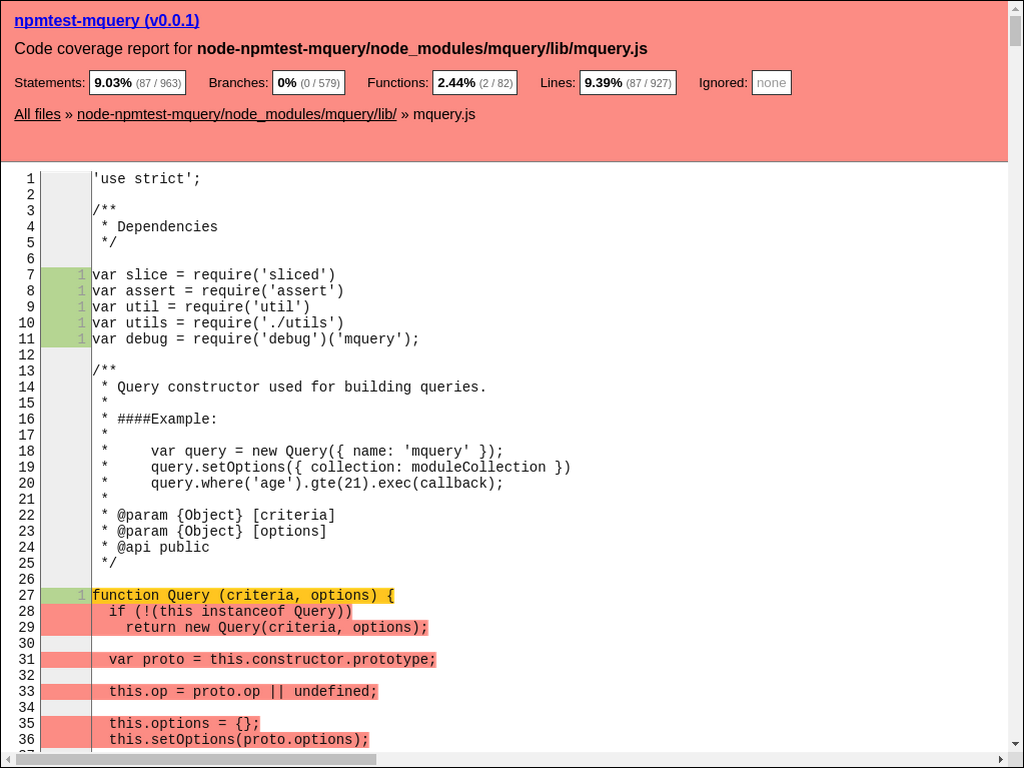 npmtest-mquery (v0.0.1)
Code coverage report for node-npmtest-mquery/node_modules/mquery/lib/mquery.js
Statements: 9.03% (87 / 963) Branches: 0% (0 / 579) Functions: 2.44% (2 / 82) Lines: 9.39% (87 / 927) Ignored: none
All files » node-npmtest-mquery/node_modules/mquery/lib/ » mquery.js
1 'use strict';
2
3 /**
4 * Dependencies
5 */
6
7 1 var slice = require('sliced')
8 1 var assert = require('assert')
9 1 var util = require('util')
10 1 var utils = require('./utils')
11 1 var debug = require('debug')('mquery');
12
13 /**
14 * Query constructor used for building queries.
15 *
16 * ####Example:
17 *
18 * var query = new Query({ name: 'mquery' });
19 * query.setOptions({ collection: moduleCollection })
20 * query.where('age').gte(21).exec(callback);
21 *
22 * @param {Object} [criteria]
23 * @param {Object} [options]
24 * @api public
25 */
26
27 1 function Query (criteria, options) {
28 if (!(this instanceof Query))
29 return new Query(criteria, options);
30
31 var proto = this.constructor.prototype;
32
33 this.op = proto.op || undefined;
34
35 this.options = {};
36 this.setOptions(proto.options);